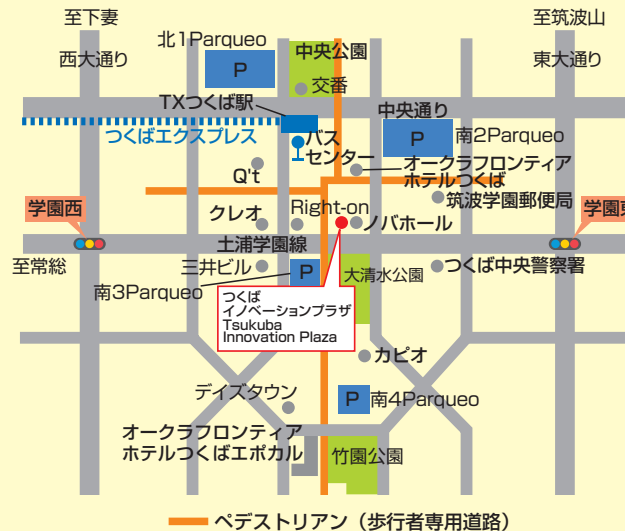 至下妻
至筑波山
北1Parqueo
中央公園
西大通り
東大通り
P
交番
TXつくば駅
中央通り
つくばエクスプレス
バス
センター
P
南2Parqueo
オークラフロンティア
ホテルつくば
Q't
筑波学園郵便局
学園西
クレオ
Right-on
ノバホール
学園東
土浦学園線
至常総
三井ビル
P
大清水公園
つくば中央警察署
南3Parqueo
つくば
イノベーションプラザ
Tsukuba
Innovation Plaza
カピオ
デイズタウン
P
南4Parqueo
オークラフロンティア
ホテルつくばエポカル
竹園公園
ペデストリアン（歩行者専用道路）